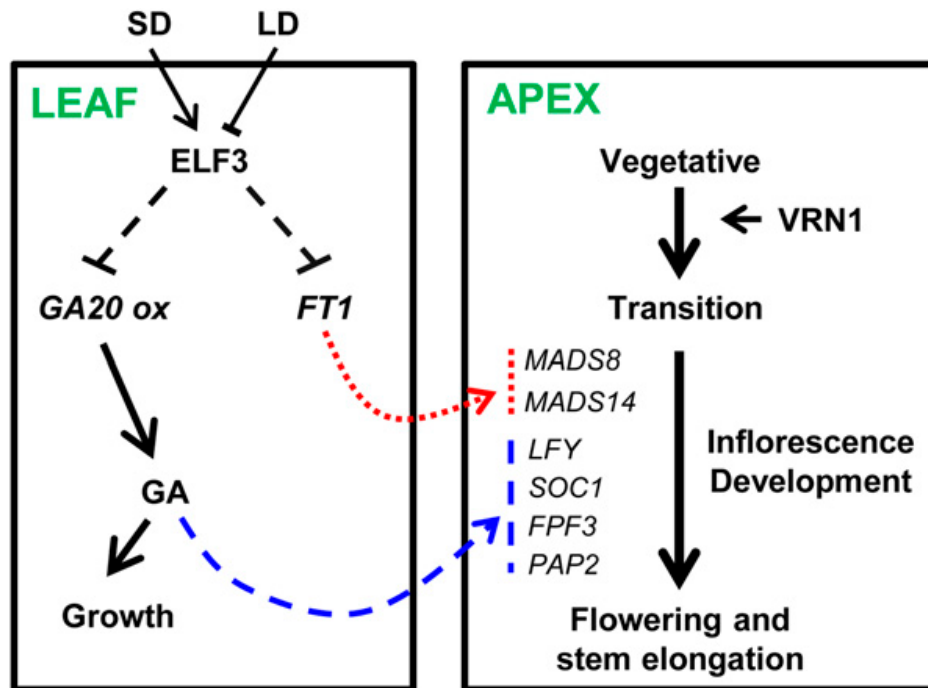 SD LD
LEAF
ELF3
GA20 ox FT1
GA
Growth
APEX
Vegetative
VRN1
Transition
MADS8
MADS14
LFY
SOC1
FPF3
PAP2
Inflorescence
Development
Flowering and
stem elongation